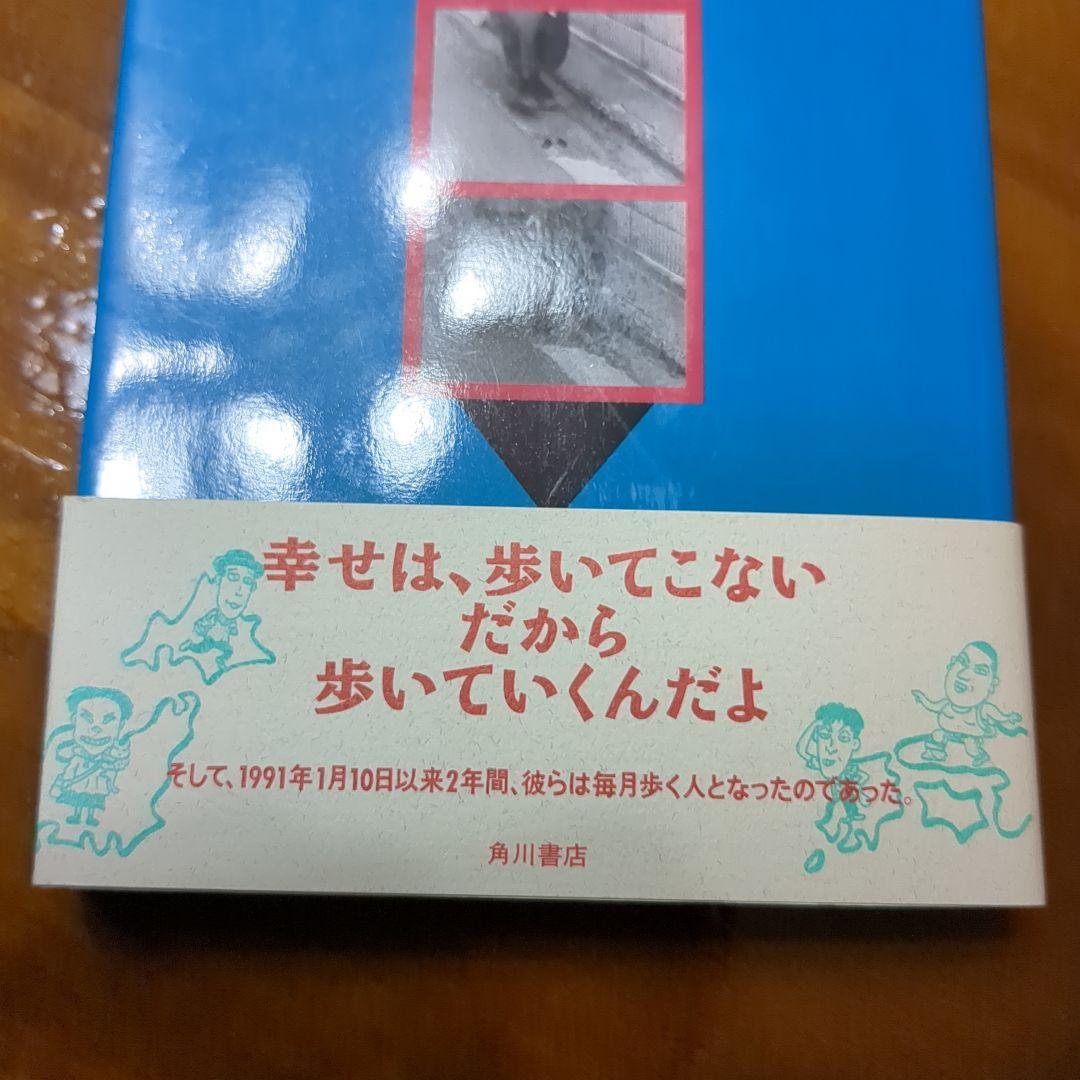 幸せは、歩いてこない
だから
歩いていくんだよ
そして、1991年1月10日以来2年間、彼らは毎月歩く人となったのであった。
角川書店